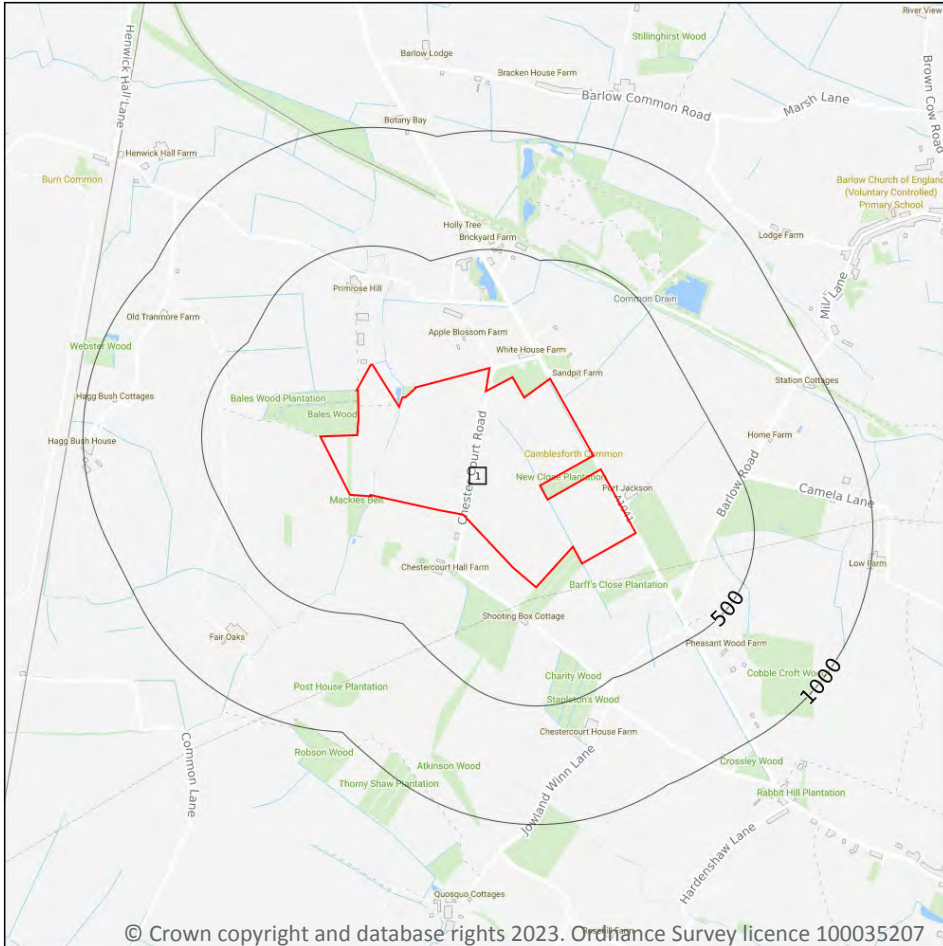 River View
Stillinghirst Wood
Henwick Hall Lane
Barlow Lodge
Bracken House Farm
Brown Cow Road
Barlow Common Road
Marsh Lane
Botany Bay
Henwick Hall Farm
Burn Common
Barlow Church of England
(Voluntary Controlled)
Primary School
Holly Tree
Brickyard Farm
Lodge Farm
Primrose Hill
Mill Lane
Common Drain
Old Tranmore Farm
Apple Blossom Farm
Webster Wood
White House Farm
Sandpit Farm
Station Cottages
Hagg Bush Cottages
Bales Wood Plantation
Bales Wood
Chester Court Road
Hagg Bush House
Home Farm
Camblesforth Common
1
New Close Plantation
Port Jackson
Barlow Road
Camela Lane
Mackies Belt
A1041
Chestercourt Hall Farm
Low Farm
Barff's Close Plantation
500
Shooting Box Cottage
Fair Oaks
Pheasant Wood Farm
Charity Wood
Cobble Croft Wood
1000
Post House Plantation
Stapleton's Wood
Chestercourt House Farm
Common Lane
Robson Wood
Atkinson Wood
Crossley Wood
Thorny Shaw Plantation
Jowland Winn Lane
Rabbit Hill Plantation
Hardenshaw Lane
Quosquo Cottages
© Crown copyright and database rights 2023. Ordnance Survey licence 100035207